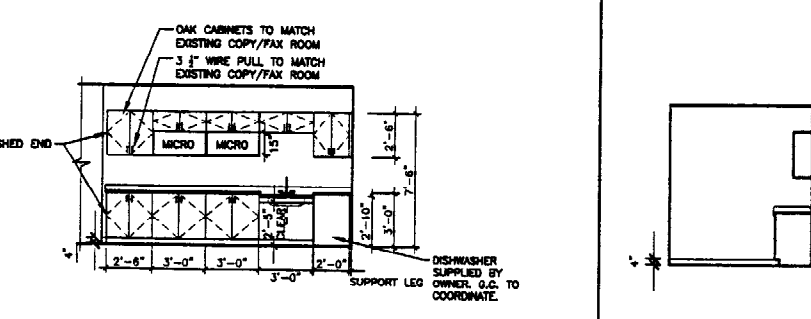 OAK CABINETS TO MATCH
EXISTING COPY/FAX ROOM
3 ½" WIRE PULL TO MATCH
EXISTING COPY/FAX ROOM
SHED END
MICRO MICRO
15"
2'-6"
7'-6"
2'-5"
CLEAR
2'-10"
3'-0"
4"
2'-6" 3'-0" 3'-0" 3'-0" 2'-0"
SUPPORT LEG
DISHWASHER
SUPPLIED BY
OWNER. G.C. TO
COORDINATE.
4"